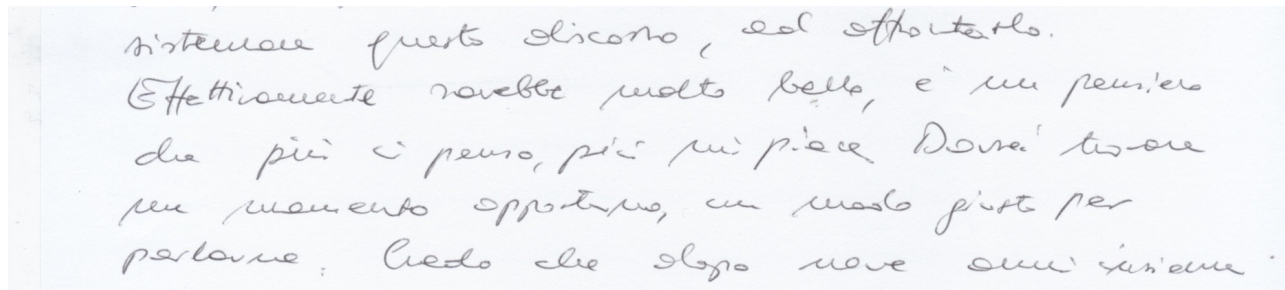 sistemare questo discorso, ed affrontarlo.
Effettivamente sarebbe molto bello, è un pensiero
che più ci penso, più mi piace. Dovrei trovare
un momento opportuno, un modo giusto per
parlarne. Credo che dopo nove anni insieme